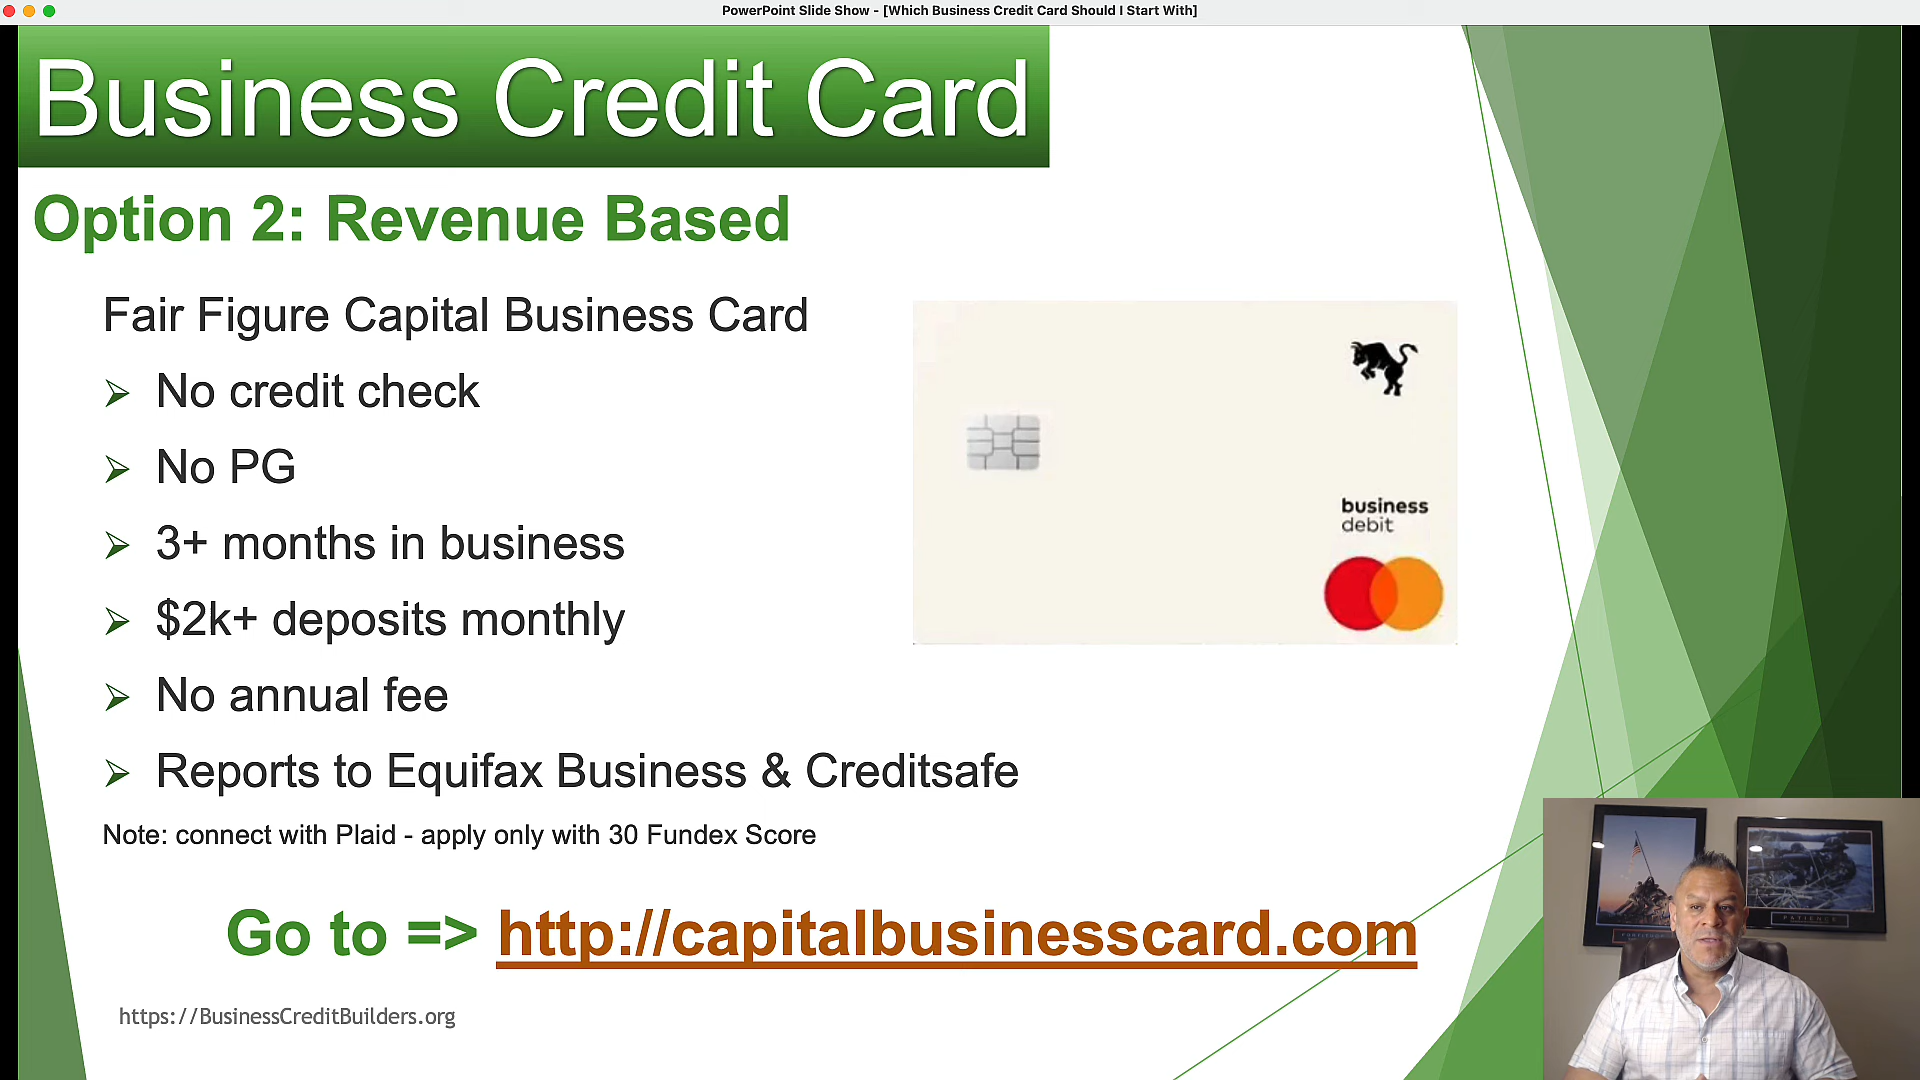 PowerPoint Slide Show - [Which Business Credit Card Should I Start With]
Business Credit Card
Option 2: Revenue Based
Fair Figure Capital Business Card
No credit check
No PG
3+ months in business
$2k+ deposits monthly
No annual fee
Reports to Equifax Business & Creditsafe
Note: connect with Plaid - apply only with 30 Fundex Score
business
debit
Go to => http://capitalbusinesscard.com
https://BusinessCreditBuilders.org
PATIENCE